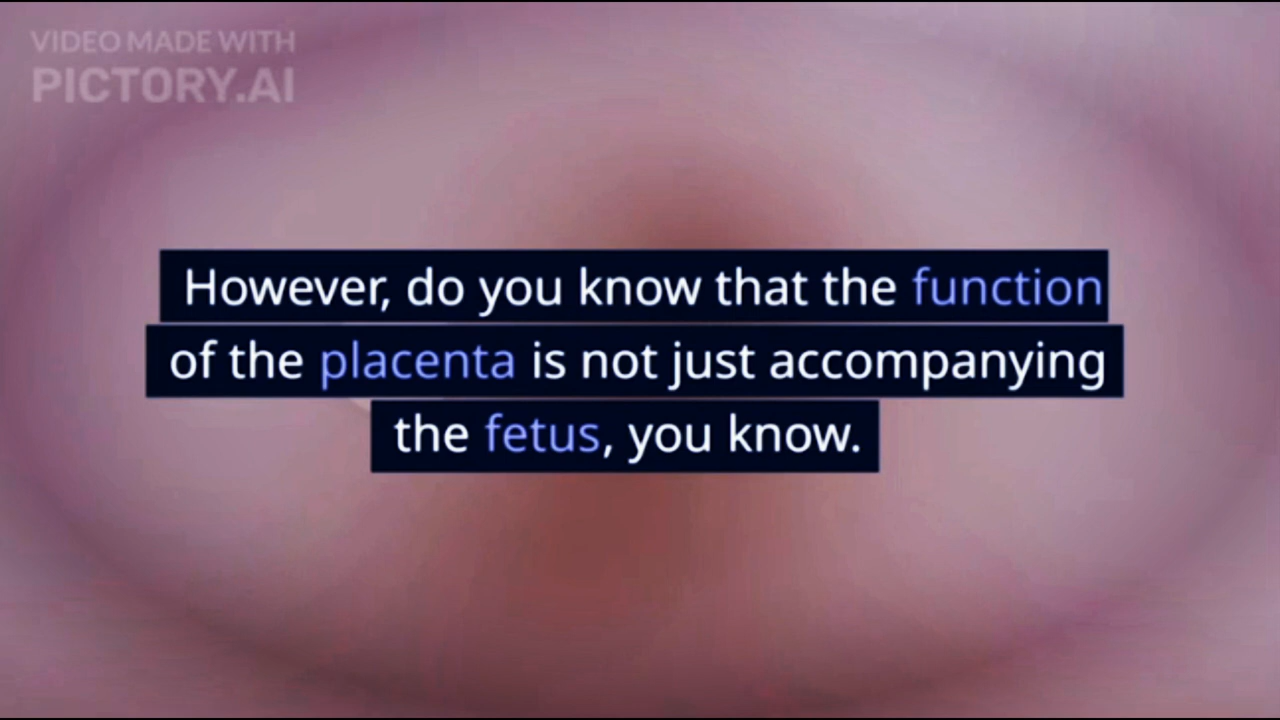 VIDEO MADE WITH
PICTORY.AI
However, do you know that the function
of the placenta is not just accompanying
the fetus, you know.